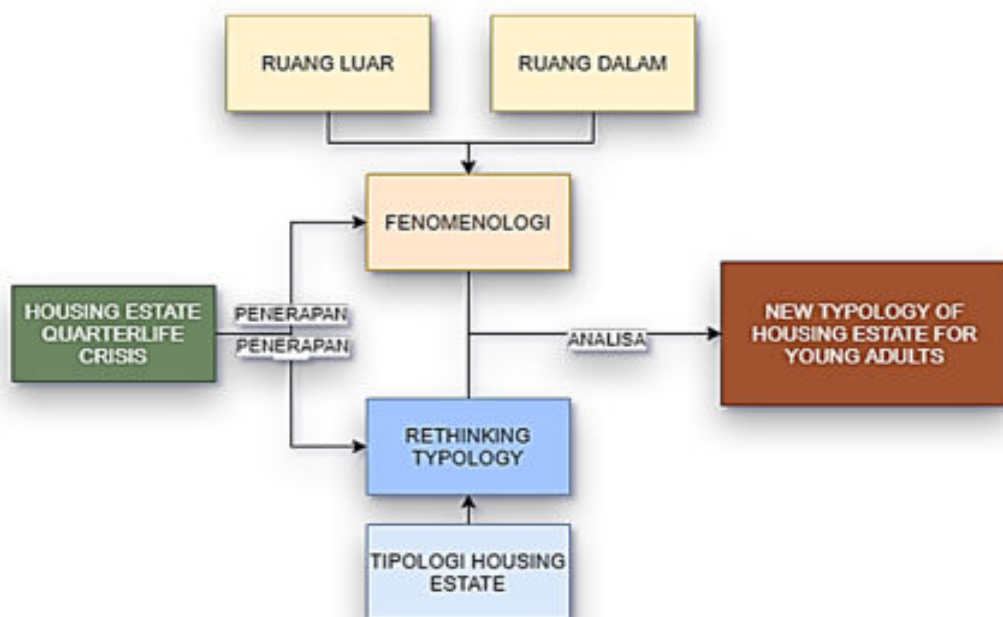 RUANG LUAR
RUANG DALAM
FENOMENOLOGI
HOUSING ESTATE
QUARTERLIFE
CRISIS
PENERAPAN
PENERAPAN
ANALISA
NEW TYPOLOGY OF
HOUSING ESTATE FOR
YOUNG ADULTS
RETHINKING
TYPOLOGY
TIPOLOGI HOUSING
ESTATE